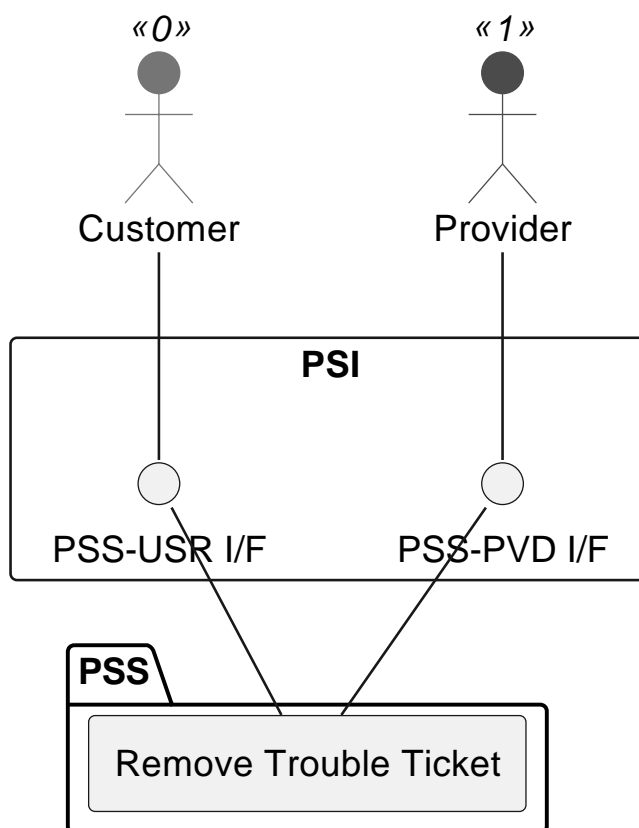 «0» «1»
Customer Provider
PSI
PSS-USR I/F PSS-PVD I/F
PSS
Remove Trouble Ticket